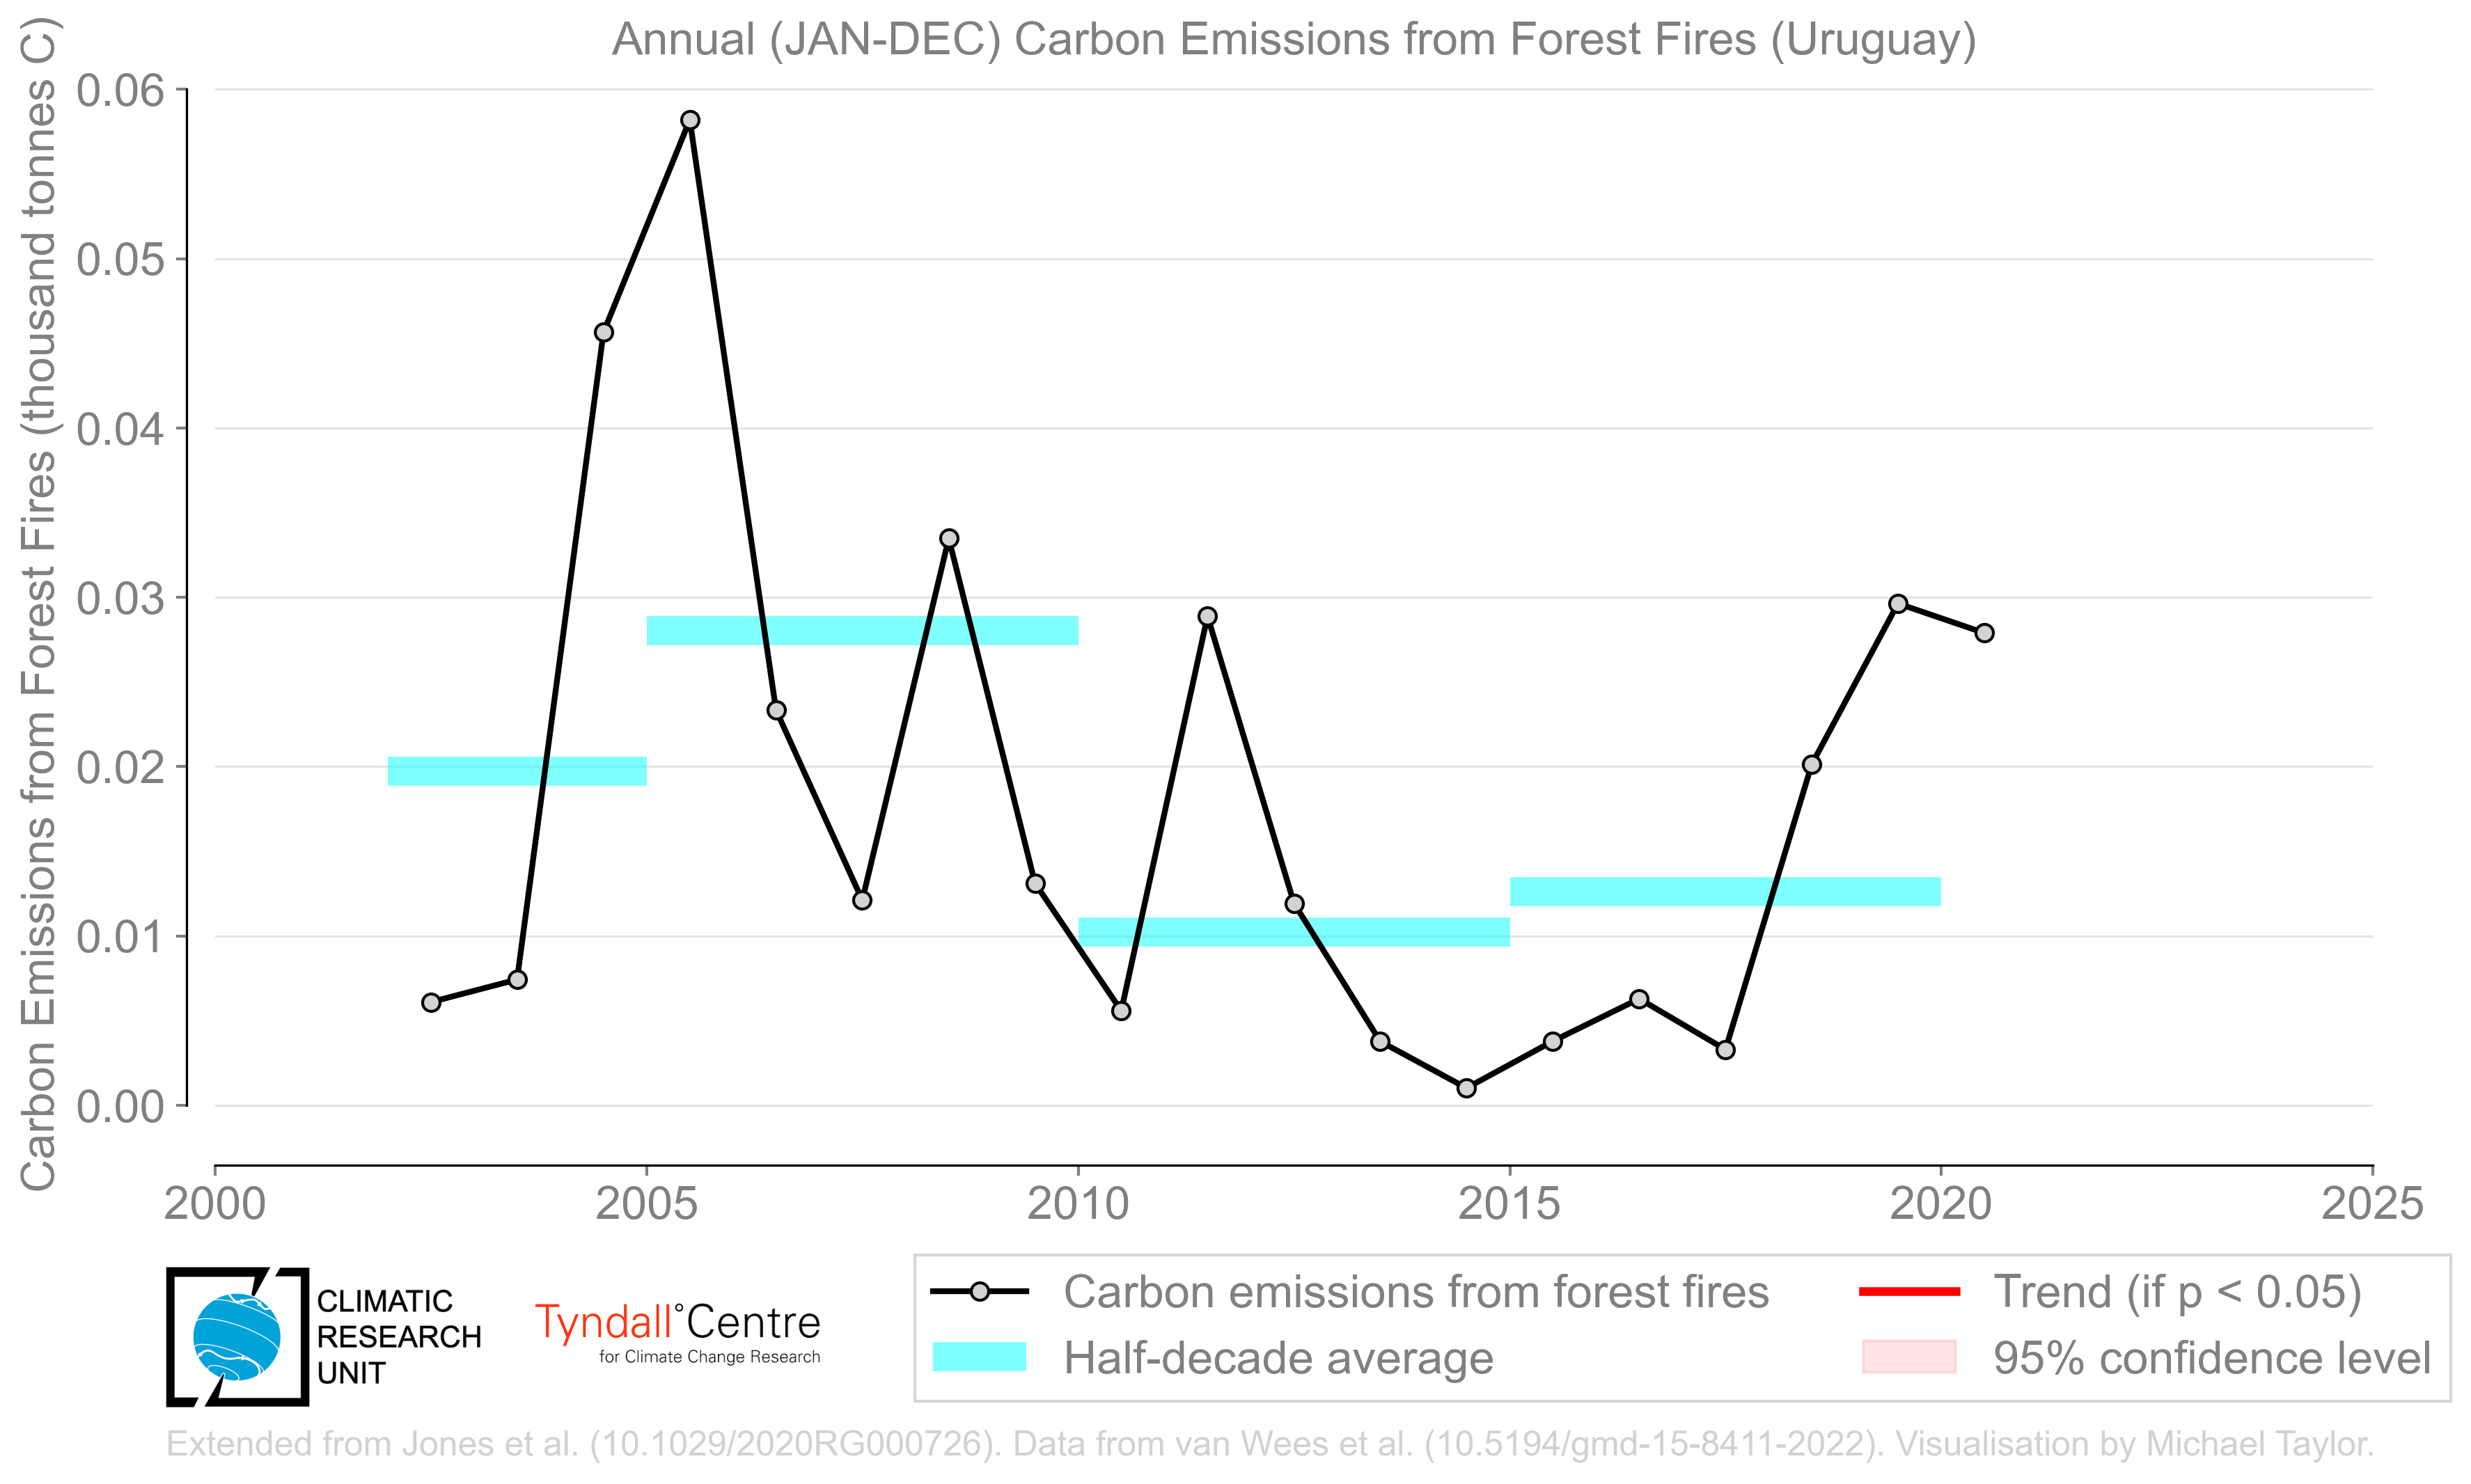 Annual (JAN-DEC) Carbon Emissions from Forest Fires (Uruguay)
Carbon Emissions from Forest Fires (thousand tonnes C)
0.06
0.05
0.04
0.03
0.02
0.01
0.00
2000
2005
2010
2015
2020
2025
CLIMATIC
RESEARCH
UNIT
Tyndall°Centre
for Climate Change Research
Carbon emissions from forest fires
Half-decade average
Trend (if p < 0.05)
95% confidence level
Extended from Jones et al. (10.1029/2020RG000726). Data from van Wees et al. (10.5194/gmd-15-8411-2022). Visualisation by Michael Taylor.